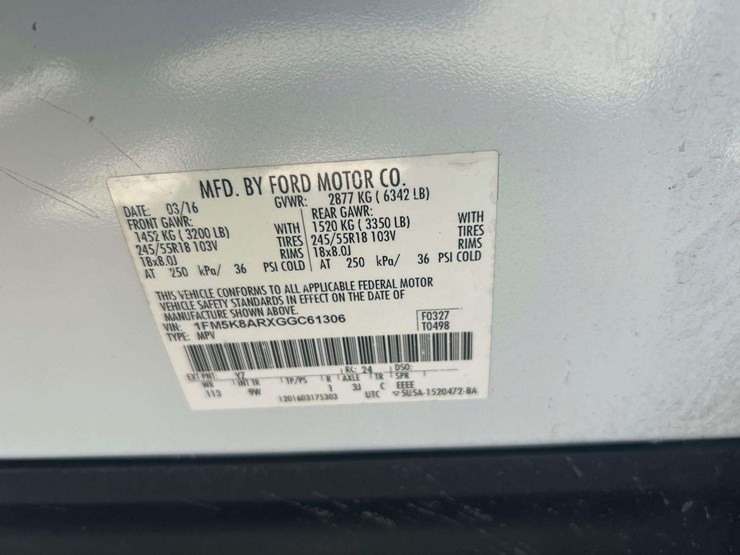 MFD. BY FORD MOTOR CO.
DATE: 03/16 GVWR: 2877 KG ( 6342 LB)
FRONT GAWR: REAR GAWR:
1452 KG ( 3200 LB) WITH 1520 KG ( 3350 LB) WITH
245/55R18 103V TIRES 245/55R18 103V TIRES
18x8.0J RIMS 18x8.0J RIMS
AT 250 kPa/ 36 PSI COLD AT 250 kPa/ 36 PSI COLD
THIS VEHICLE CONFORMS TO ALL APPLICABLE FEDERAL MOTOR
VEHICLE SAFETY STANDARDS IN EFFECT ON THE DATE OF
MANUFACTURE SHOWN ABOVE.
VIN: 1FM5K8ARXGGC61306 F0327
TYPE: MPV T0498
EXT PNT: YZ RC: 24 DSO:
WB INT TR TP/PS R AXLE TR SPR
113 9W 1 3J C EEEE
1201603175303 UTC SUSA-1520472-BA